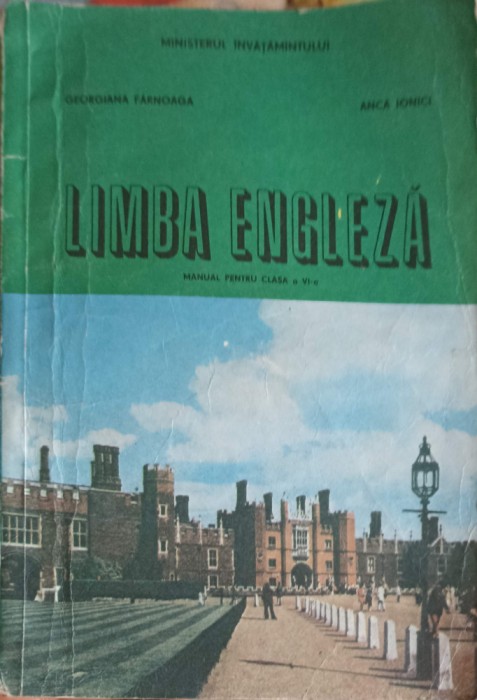 MINISTERUL ÎNVĂȚĂMÎNTULUI
GEORGIANA FARNOAGA
ANCA IONICI
LIMBA ENGLEZĂ
MANUAL PENTRU CLASA a VI-a